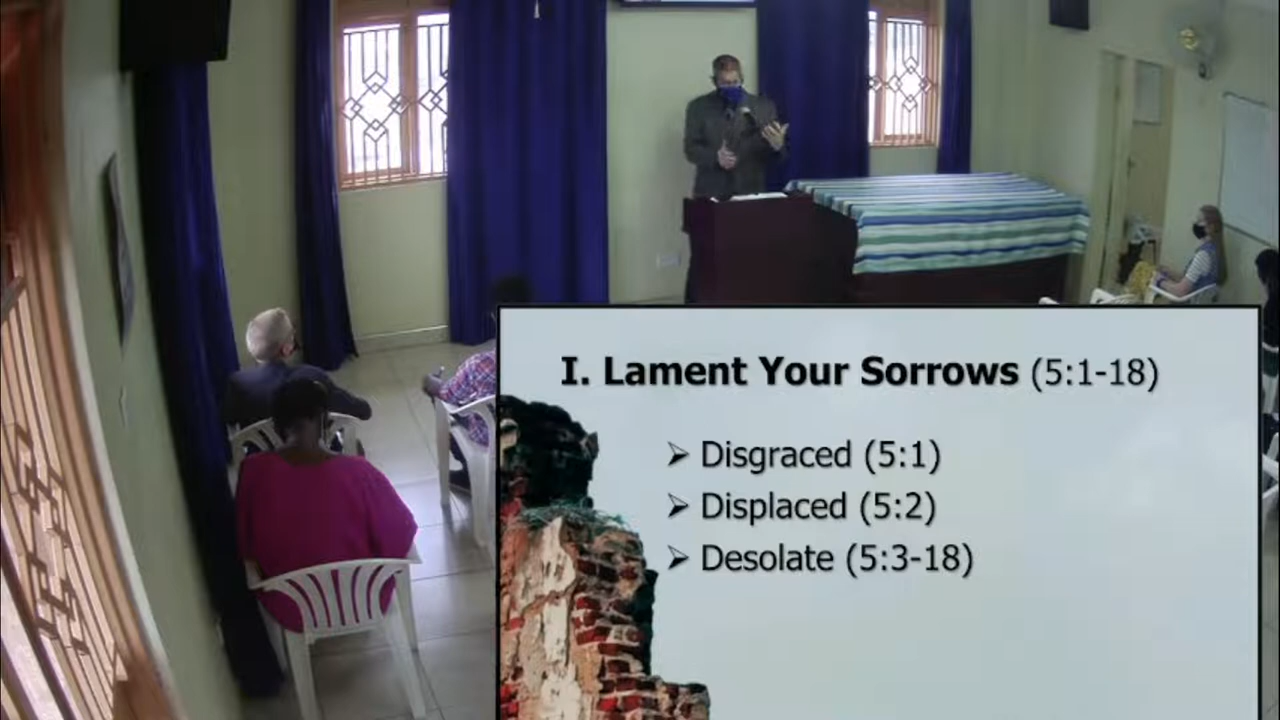 I. Lament Your Sorrows (5:1-18)
➢ Disgraced (5:1)
➢ Displaced (5:2)
➢ Desolate (5:3-18)